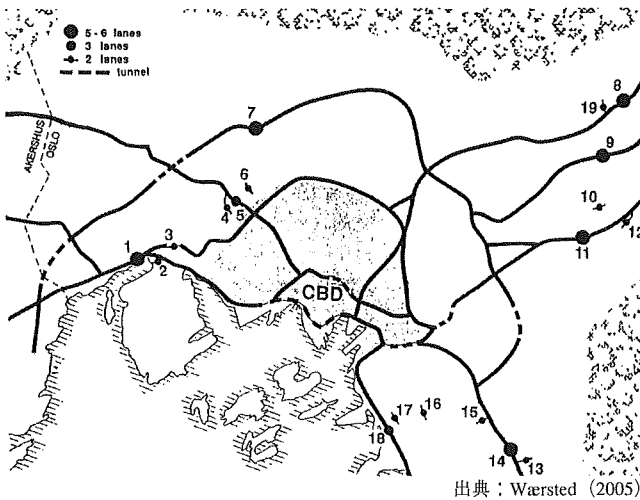 5-6 lanes
3 lanes
2 lanes
tunnel
AKERSHUS
OSLO
7
8
19
9
6
4
5
10
12
3
1
2
11
CBD
17
16
15
18
14
13
出典：Wærsted（2005）